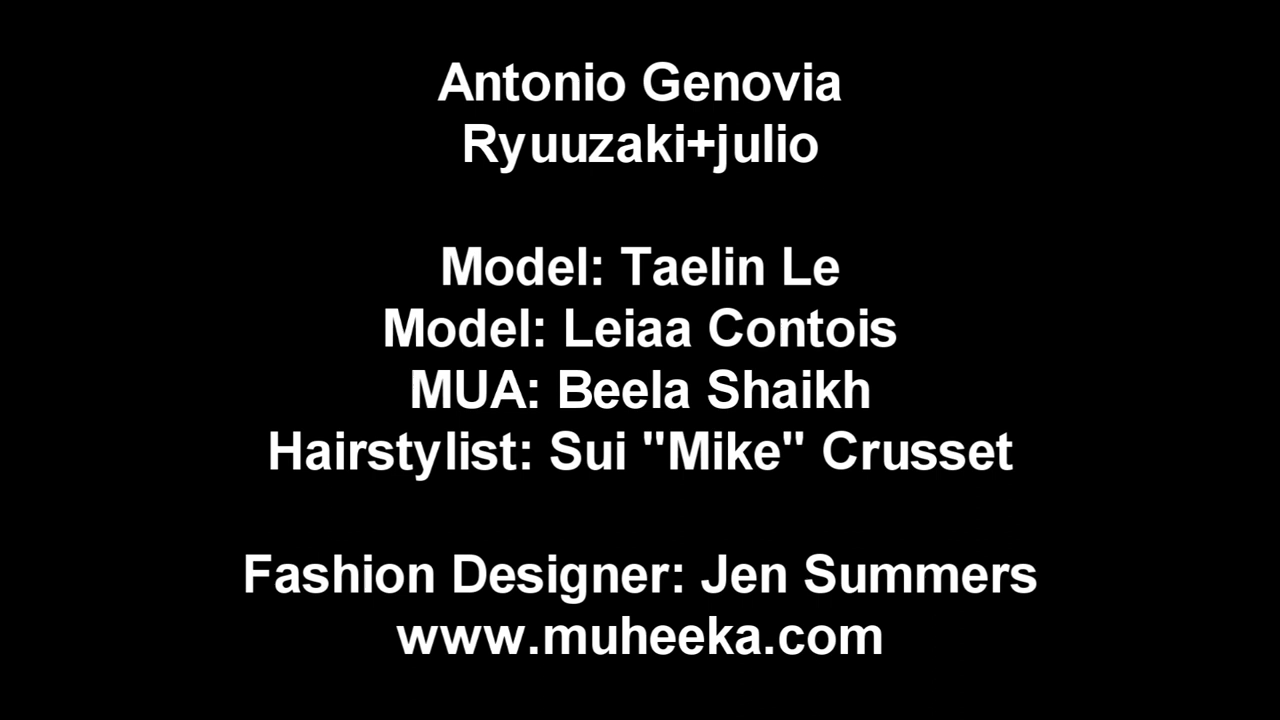 Antonio Genovia
Ryuuzaki+julio
Model: Taelin Le
Model: Leiaa Contois
MUA: Beela Shaikh
Hairstylist: Sui "Mike" Crusset
Fashion Designer: Jen Summers
www.muheeka.com